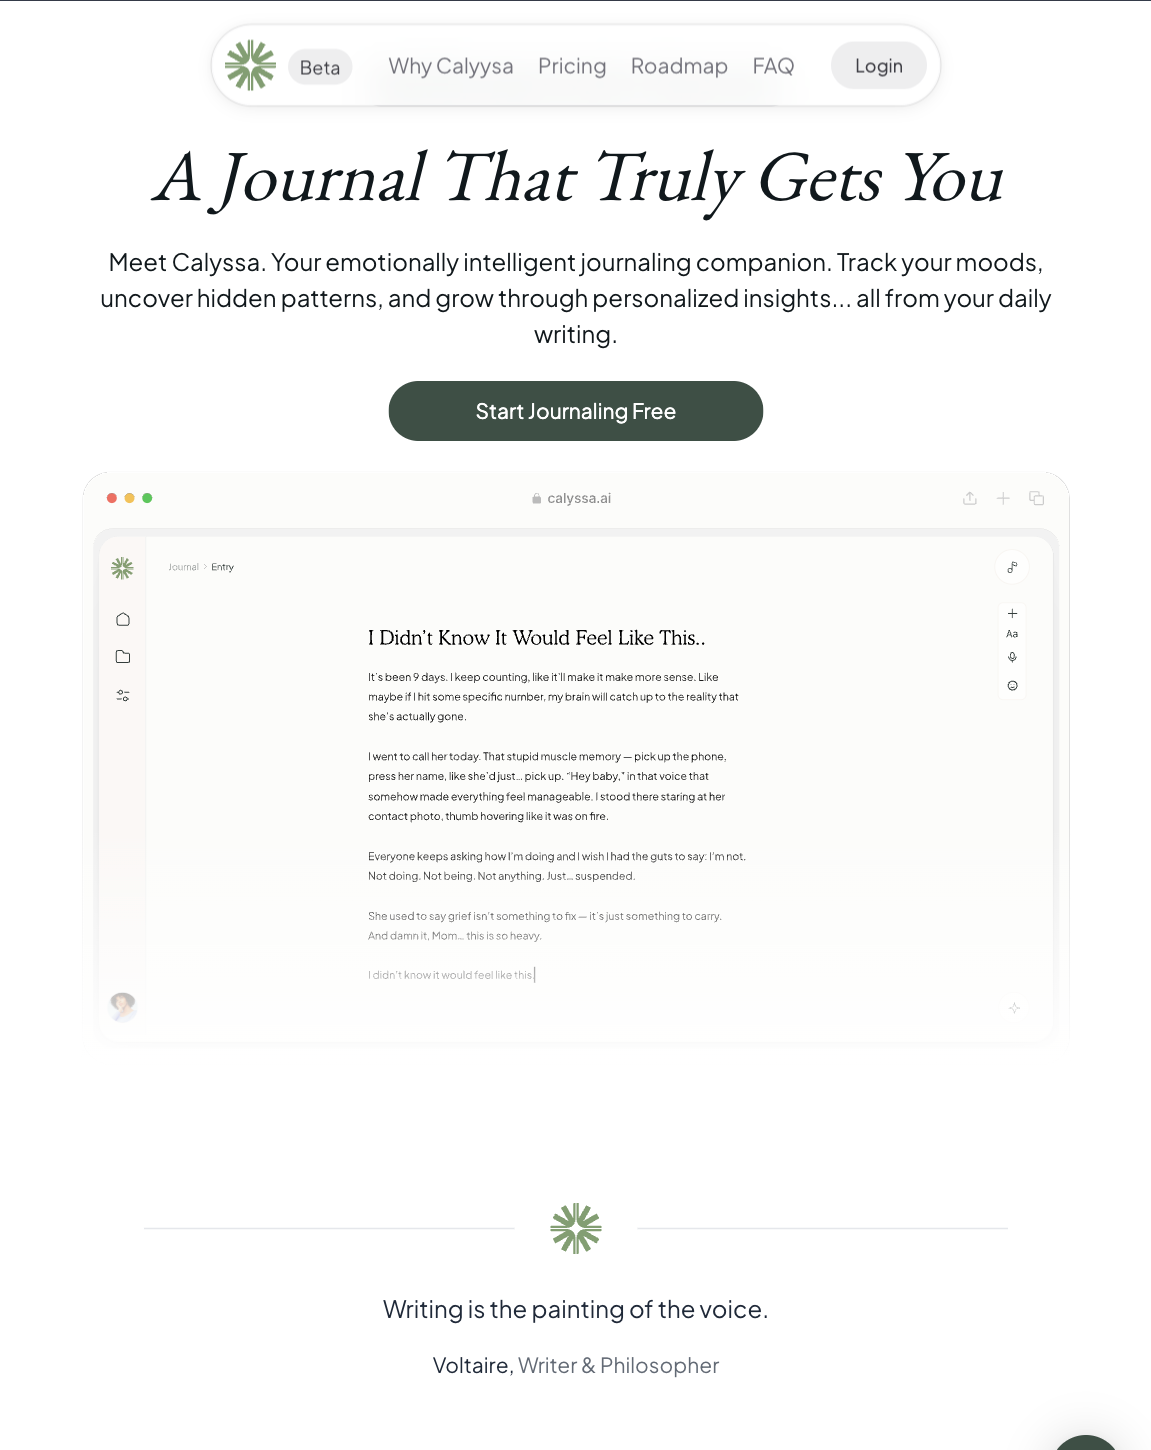 Beta
Why Calyysa
Pricing
Roadmap
FAQ
Login
A Journal That Truly Gets You
Meet Calyssa. Your emotionally intelligent journaling companion. Track your moods,
uncover hidden patterns, and grow through personalized insights... all from your daily
writing.
Start Journaling Free
calyssa.ai
Journal > Entry
I Didn't Know It Would Feel Like This..
Aa
It's been 9 days. I keep counting, like it'll make it make more sense. Like
maybe if I hit some specific number, my brain will catch up to the reality that
she's actually gone.
I went to call her today. That stupid muscle memory — pick up the phone,
press her name, like she'd just... pick up. "Hey baby," in that voice that
somehow made everything feel manageable. I stood there staring at her
contact photo, thumb hovering like it was on fire.
Everyone keeps asking how I'm doing and I wish I had the guts to say: I'm not.
Not doing. Not being. Not anything. Just... suspended.
She used to say grief isn't something to fix — it's just something to carry.
And damn it, Mom... this is so heavy.
I didn't know it would feel like this.
Writing is the painting of the voice.
Voltaire, Writer & Philosopher